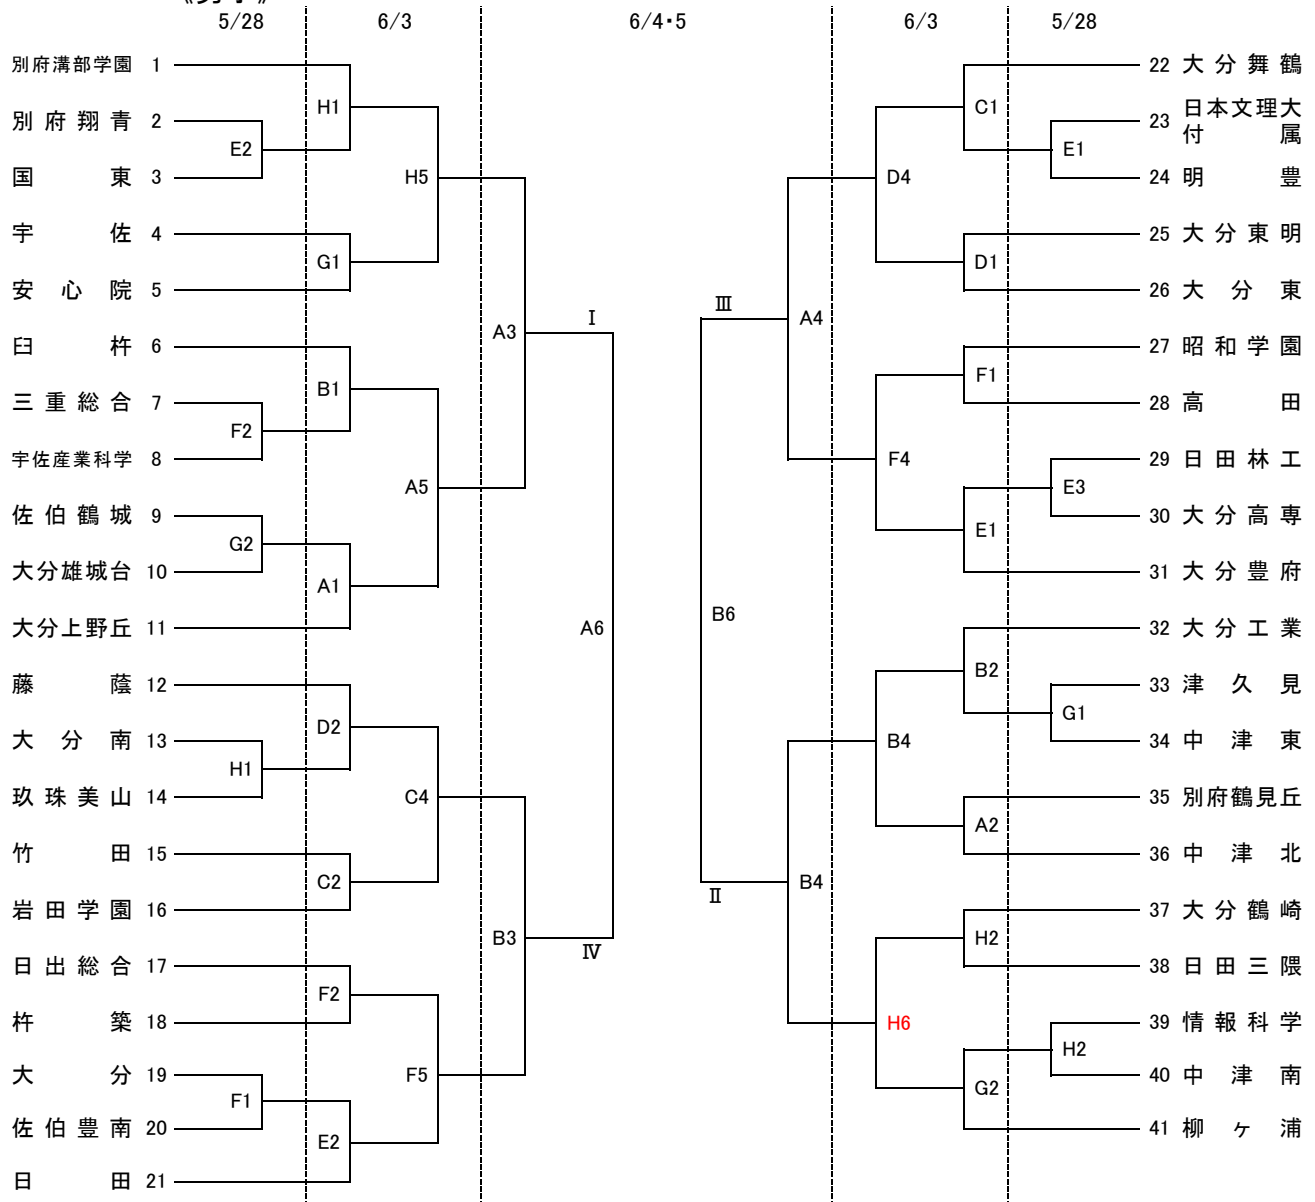 5/28 6/3 6/4・5 6/3 5/28
別府溝部学園 1
別府翔青 2
国東 3
宇佐 4
安心院 5
臼杵 6
三重総合 7
宇佐産業科学 8
佐伯鶴城 9
大分雄城台 10
大分上野丘 11
藤蔭 12
大分南 13
玖珠美山 14
竹田 15
岩田学園 16
日出総合 17
杵築 18
大分 19
佐伯豊南 20
日田 21
E2
F2
G2
H1
F1
H1
G1
B1
A1
D2
C2
F2
E2
H5
A5
C4
F5
A3
B3
Ⅰ
Ⅳ
A6
B6
Ⅲ
Ⅱ
A4
B4
D4
F4
B4
H6
C1
D1
F1
E1
B2
A2
H2
G2
E1
E3
G1
H2
22 大分舞鶴
23 日本文理大
付属
24 明豊
25 大分東明
26 大分東
27 昭和学園
28 高田
29 日田林工
30 大分高専
31 大分豊府
32 大分工業
33 津久見
34 中津東
35 別府鶴見丘
36 中津北
37 大分鶴崎
38 日田三隈
39 情報科学
40 中津南
41 柳ヶ浦